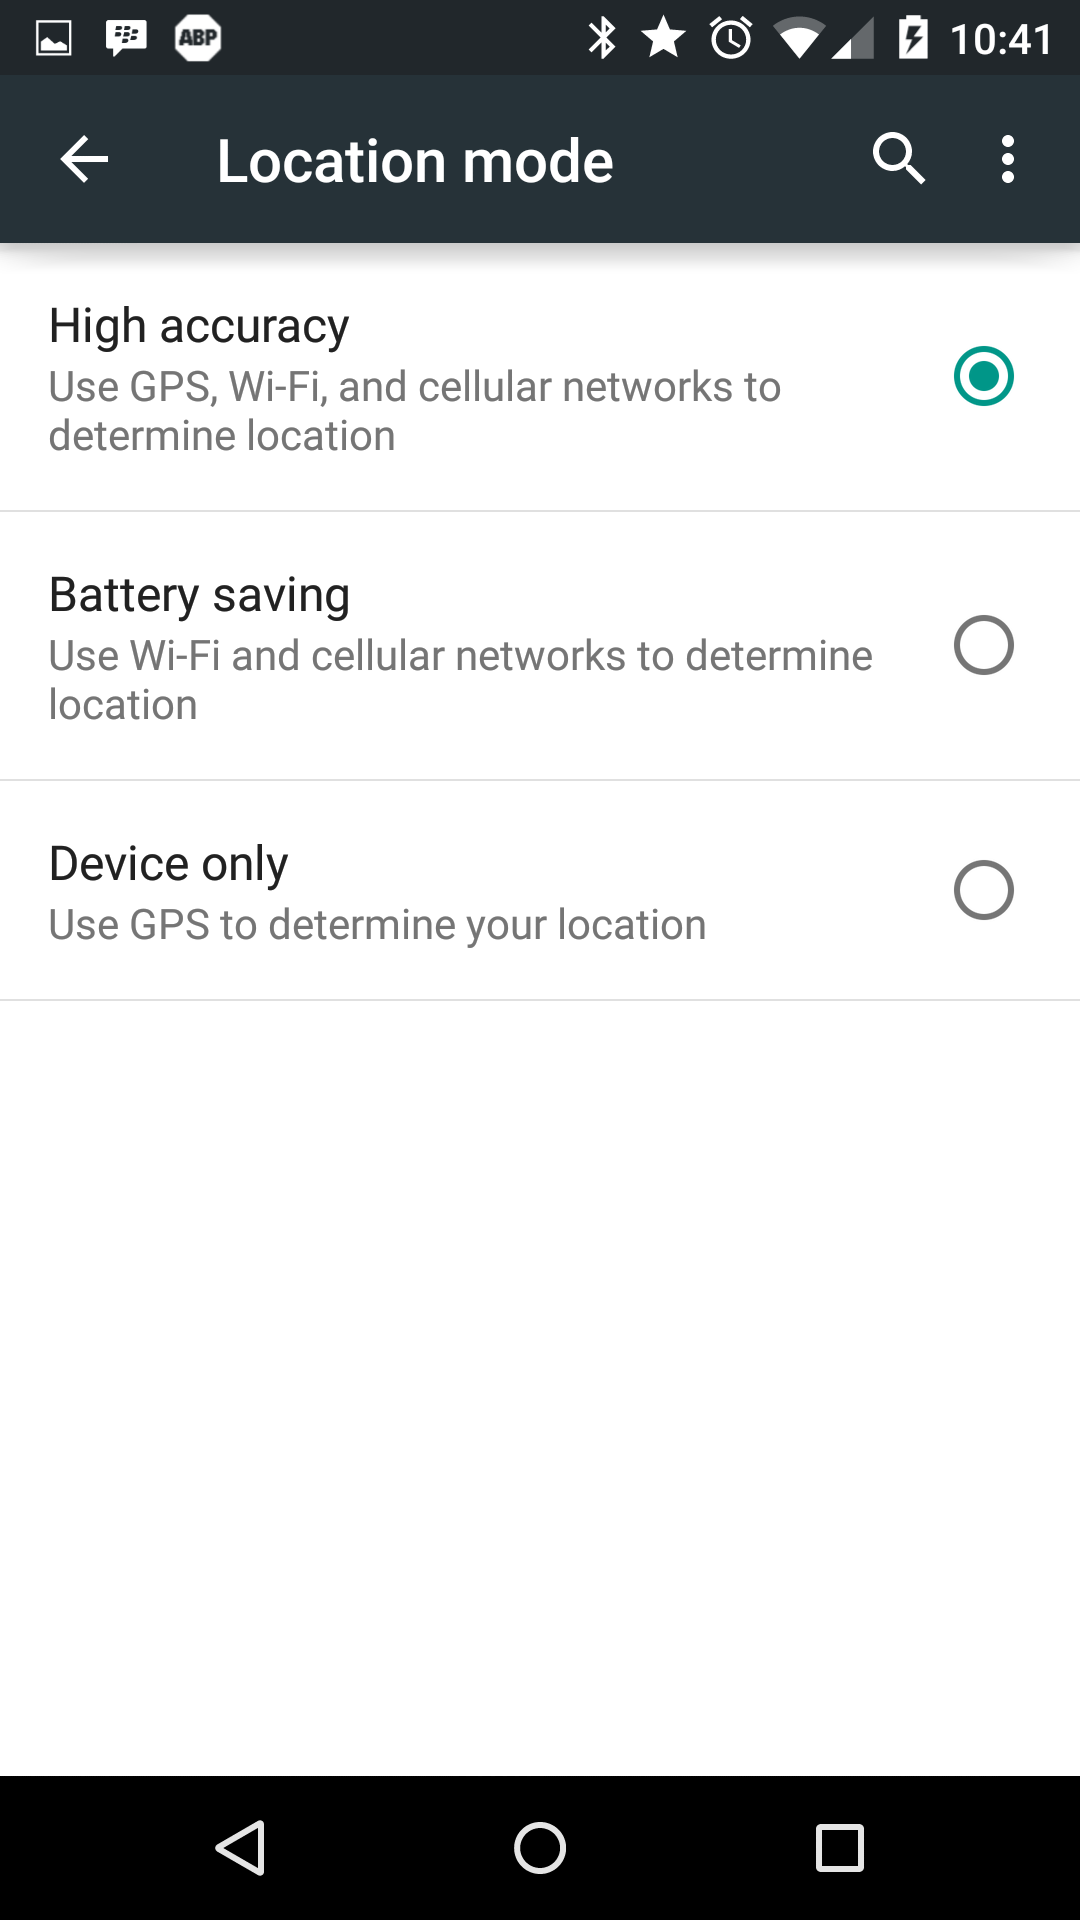 ABP
10:41
Location mode
High accuracy
Use GPS, Wi-Fi, and cellular networks to
determine location
Battery saving
Use Wi-Fi and cellular networks to determine
location
Device only
Use GPS to determine your location